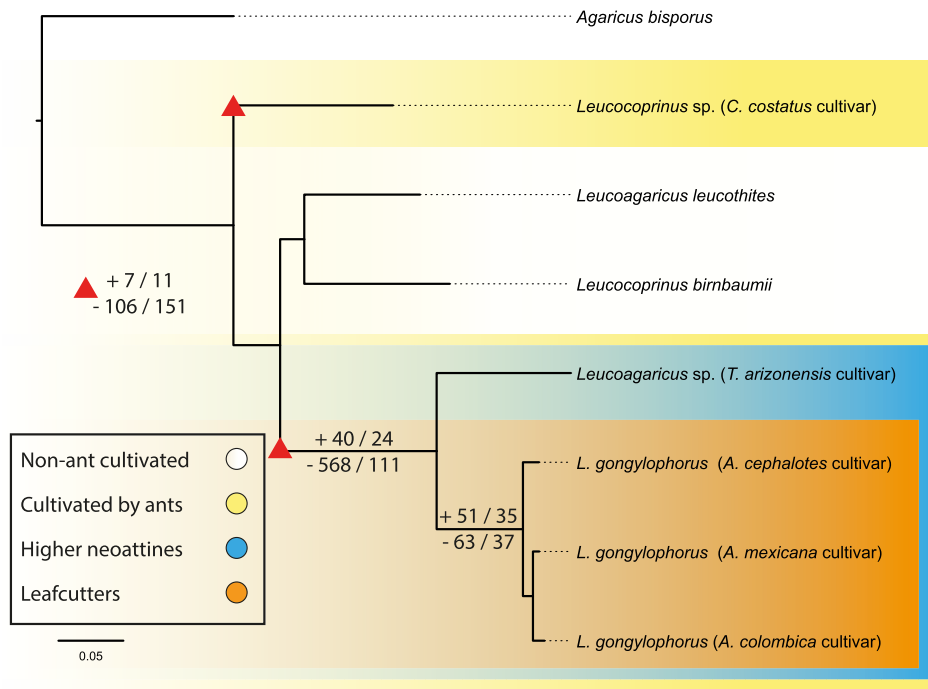 Agaricus bisporus
Leucocoprinus sp. (C. costatus cultivar)
Leucoagaricus leucothites
+ 7 / 11
- 106 / 151
Leucocoprinus birnbaumii
Leucoagaricus sp. (T. arizonensis cultivar)
+ 40 / 24
- 568 / 111
L. gongylophorus (A. cephalotes cultivar)
+ 51 / 35
- 63 / 37
L. gongylophorus (A. mexicana cultivar)
L. gongylophorus (A. colombica cultivar)
Non-ant cultivated
Cultivated by ants
Higher neoattines
Leafcutters
0.05